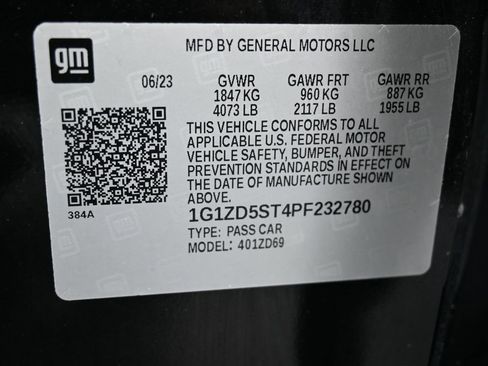 gm
MFD BY GENERAL MOTORS LLC
06/23 GVWR GAWR FRT GAWR RR
1847 KG 960 KG 887 KG
4073 LB 2117 LB 1955 LB
THIS VEHICLE CONFORMS TO ALL
APPLICABLE U.S. FEDERAL MOTOR
VEHICLE SAFETY, BUMPER, AND THEFT
PREVENTION STANDARDS IN EFFECT ON
THE DATE OF MANUFACTURE SHOWN
ABOVE.
384A
1G1ZD5ST4PF232780
TYPE: PASS CAR
MODEL: 401ZD69